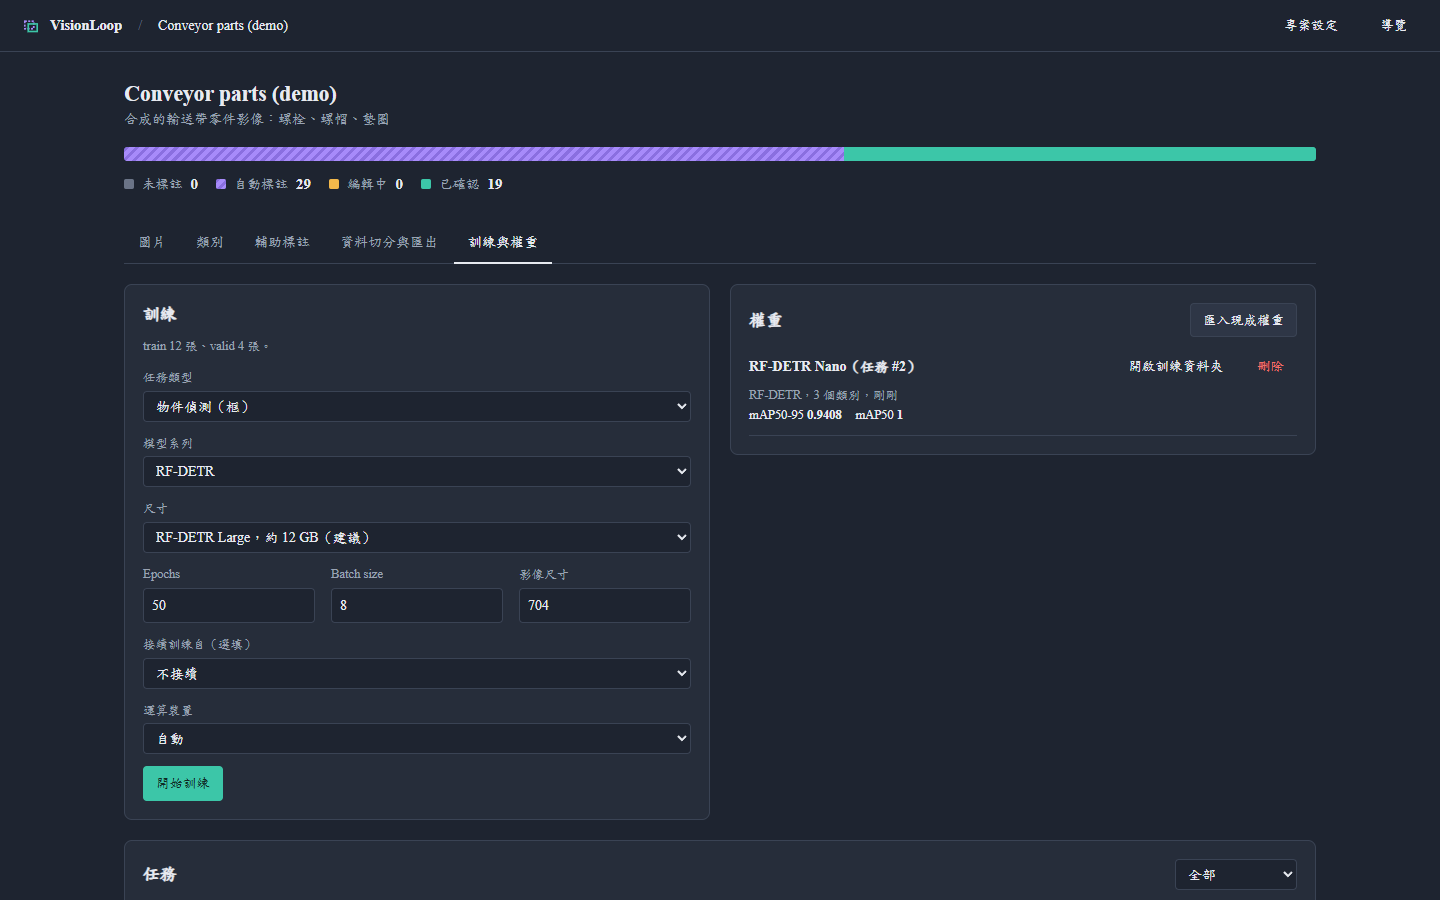 VisionLoop / Conveyor parts (demo) 專案設定 導覽
Conveyor parts (demo)
合成的輸送帶零件影像：螺栓、螺帽、墊圈
未標註 0 自動標註 29 編輯中 0 已確認 19
圖片 類別 輔助標註 資料切分與匯出 訓練與權重
訓練
train 12 張、valid 4 張。
任務類型
物件偵測（框）
模型系列
RF-DETR
尺寸
RF-DETR Large，約 12 GB（建議）
Epochs Batch size 影像尺寸
50 8 704
接續訓練自（選填）
不接續
運算裝置
自動
開始訓練
權重 匯入現成權重
RF-DETR Nano（任務 #2） 開啟訓練資料夾 刪除
RF-DETR，3 個類別，剛剛
mAP50-95 0.9408 mAP50 1
任務 全部